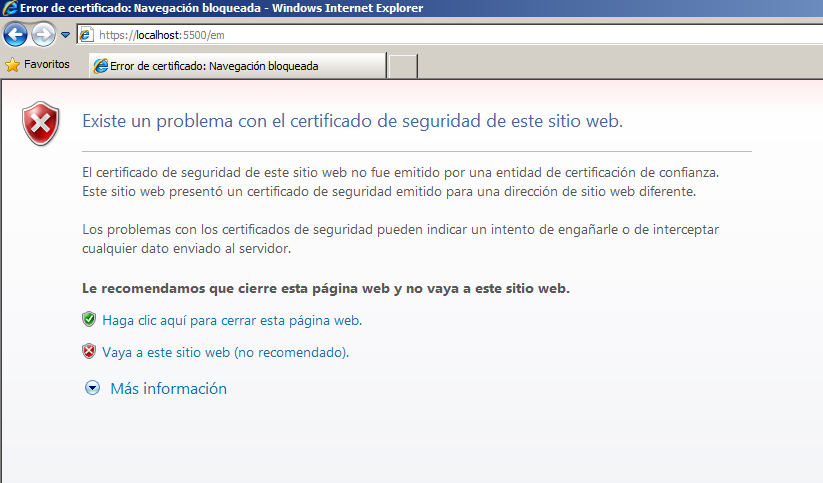 Error de certificado: Navegación bloqueada - Windows Internet Explorer
https://localhost:5500/em
Favoritos
Error de certificado: Navegación bloqueada
Existe un problema con el certificado de seguridad de este sitio web.
El certificado de seguridad de este sitio web no fue emitido por una entidad de certificación de confianza.
Este sitio web presentó un certificado de seguridad emitido para una dirección de sitio web diferente.
Los problemas con los certificados de seguridad pueden indicar un intento de engañarle o de interceptar
cualquier dato enviado al servidor.
Le recomendamos que cierre esta página web y no vaya a este sitio web.
Haga clic aquí para cerrar esta página web.
Vaya a este sitio web (no recomendado).
Más información